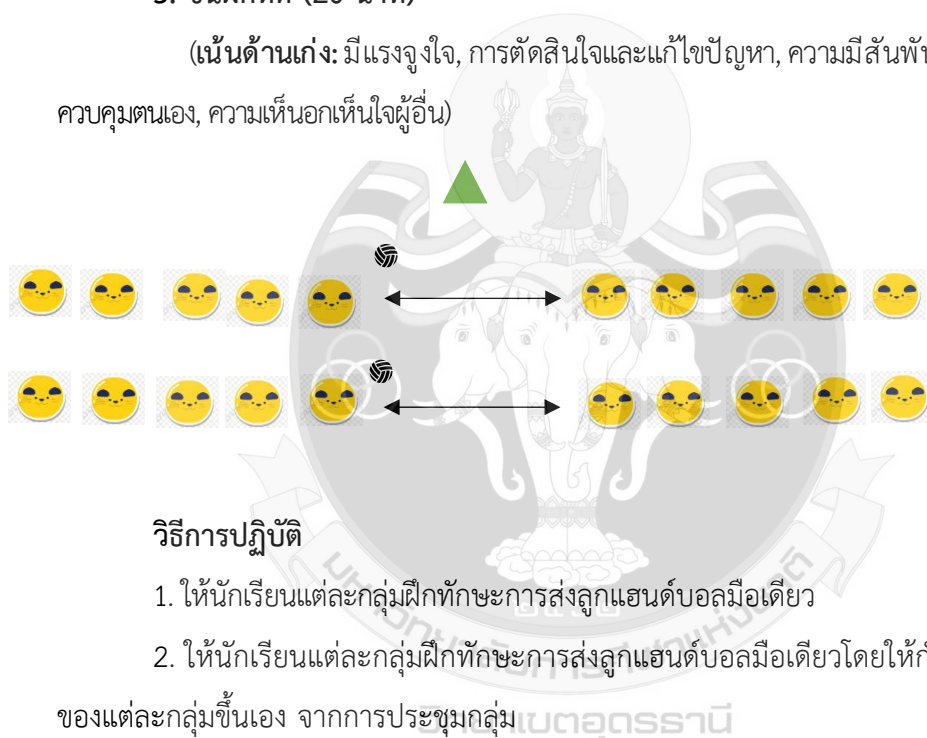 (เน้นด้านเก่ง: มีแรงจูงใจ, การตัดสินใจและแก้ไขปัญหา, ความมีสัมพัน
ควบคุมตนเอง, ความเห็นอกเห็นใจผู้อื่น)
วิธีการปฏิบัติ
1. ให้นักเรียนแต่ละกลุ่มฝึกทักษะการส่งลูกแฮนด์บอลมือเดียว
2. ให้นักเรียนแต่ละกลุ่มฝึกทักษะการส่งลูกแฮนด์บอลมือเดียวโดยให้
ของแต่ละกลุ่มขึ้นเอง จากการประชุมกลุ่ม